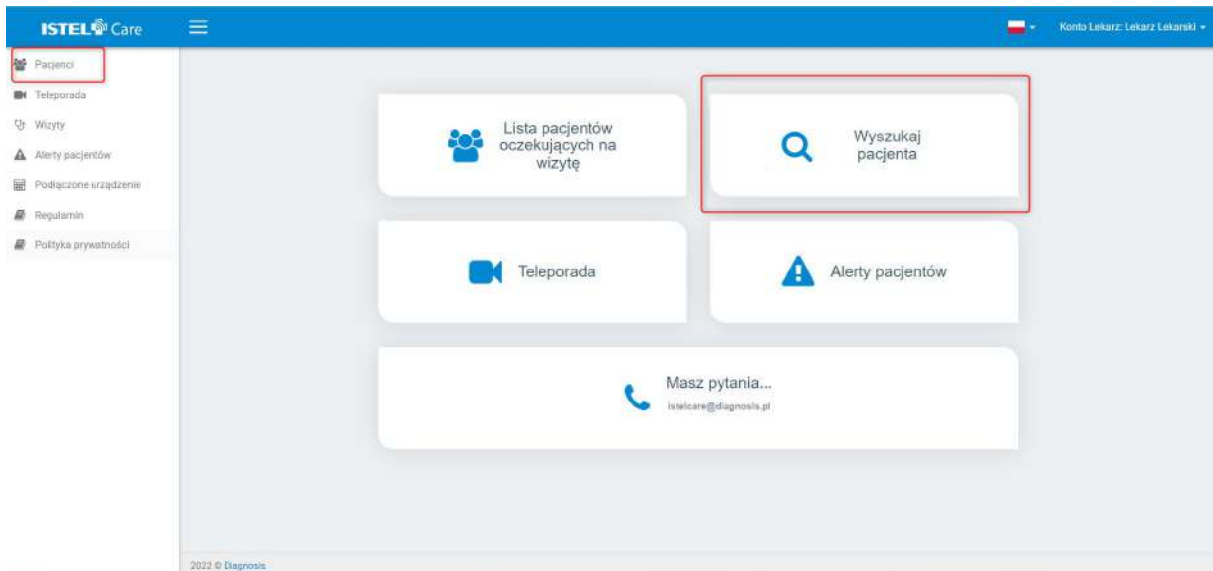 ISTEL Care
Konto Lekarz: Lekarz Lekarski
Pacjenci
Teleporada
Wizyty
Alerty pacjentów
Podłączone urządzenie
Regulamin
Polityka prywatności
Lista pacjentów
oczekujących na
wizytę
Wyszukaj
pacjenta
Teleporada
Alerty pacjentów
Masz pytania...
istelcare@diagnosis.pl
2022 © Diagnosis